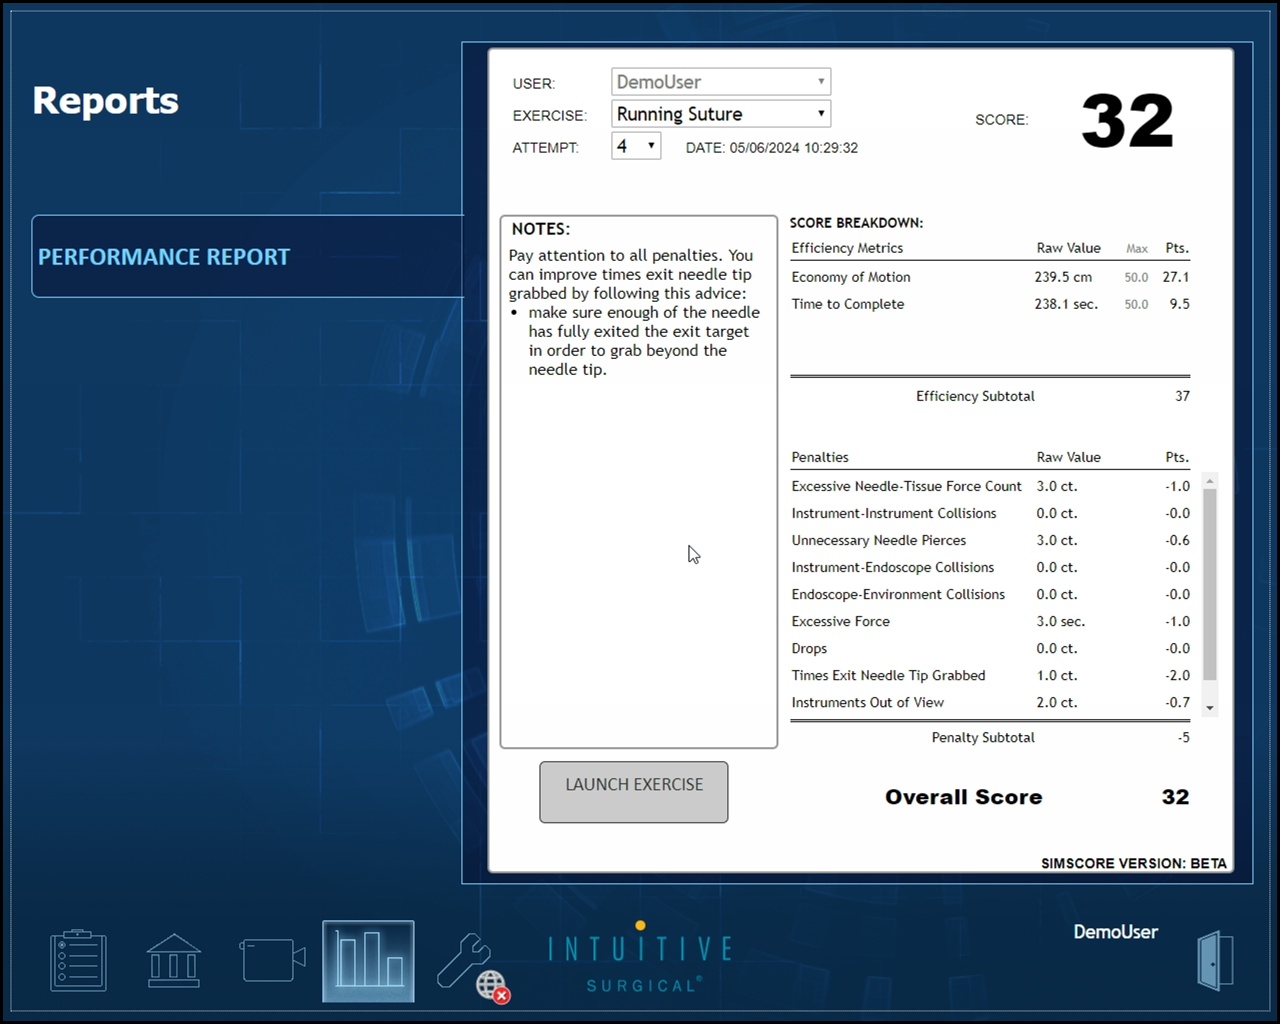 Reports
PERFORMANCE REPORT
USER: DemoUser
EXERCISE: Running Suture
ATTEMPT: 4 DATE: 05/06/2024 10:29:32
SCORE: 32
NOTES:
Pay attention to all penalties. You
can improve times exit needle tip
grabbed by following this advice:
• make sure enough of the needle
has fully exited the exit target
in order to grab beyond the
needle tip.
LAUNCH EXERCISE
SCORE BREAKDOWN:
Efficiency Metrics Raw Value Max Pts.
Economy of Motion 239.5 cm 50.0 27.1
Time to Complete 238.1 sec. 50.0 9.5
Efficiency Subtotal 37
Penalties Raw Value Pts.
Excessive Needle-Tissue Force Count 3.0 ct. -1.0
Instrument-Instrument Collisions 0.0 ct. -0.0
Unnecessary Needle Pierces 3.0 ct. -0.6
Instrument-Endoscope Collisions 0.0 ct. -0.0
Endoscope-Environment Collisions 0.0 ct. -0.0
Excessive Force 3.0 sec. -1.0
Drops 0.0 ct. -0.0
Times Exit Needle Tip Grabbed 1.0 ct. -2.0
Instruments Out of View 2.0 ct. -0.7
Penalty Subtotal -5
Overall Score 32
SIMSCORE VERSION: BETA
INTUITIVE
SURGICAL®
DemoUser